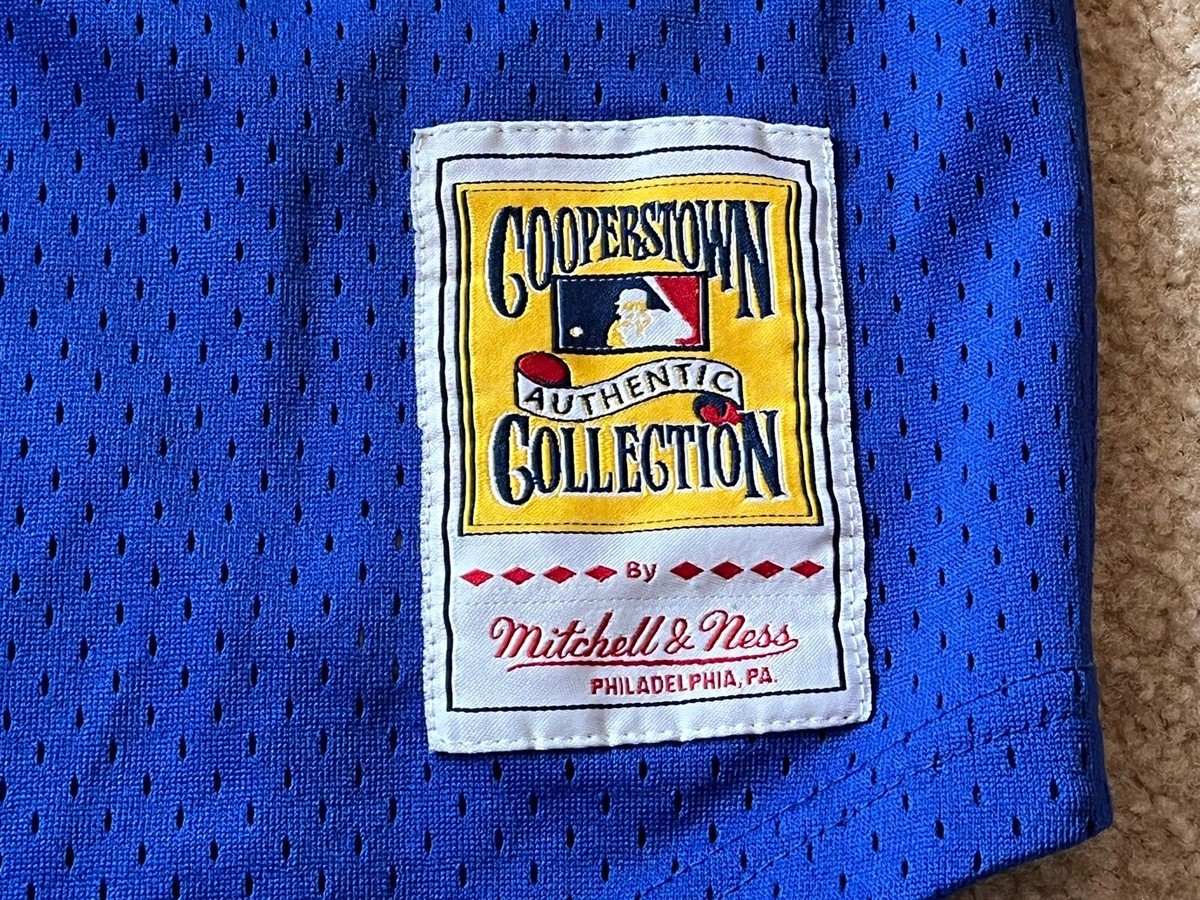 COOPERSTOWN
AUTHENTIC
COLLECTION
By
Mitchell & Ness
PHILADELPHIA, PA.